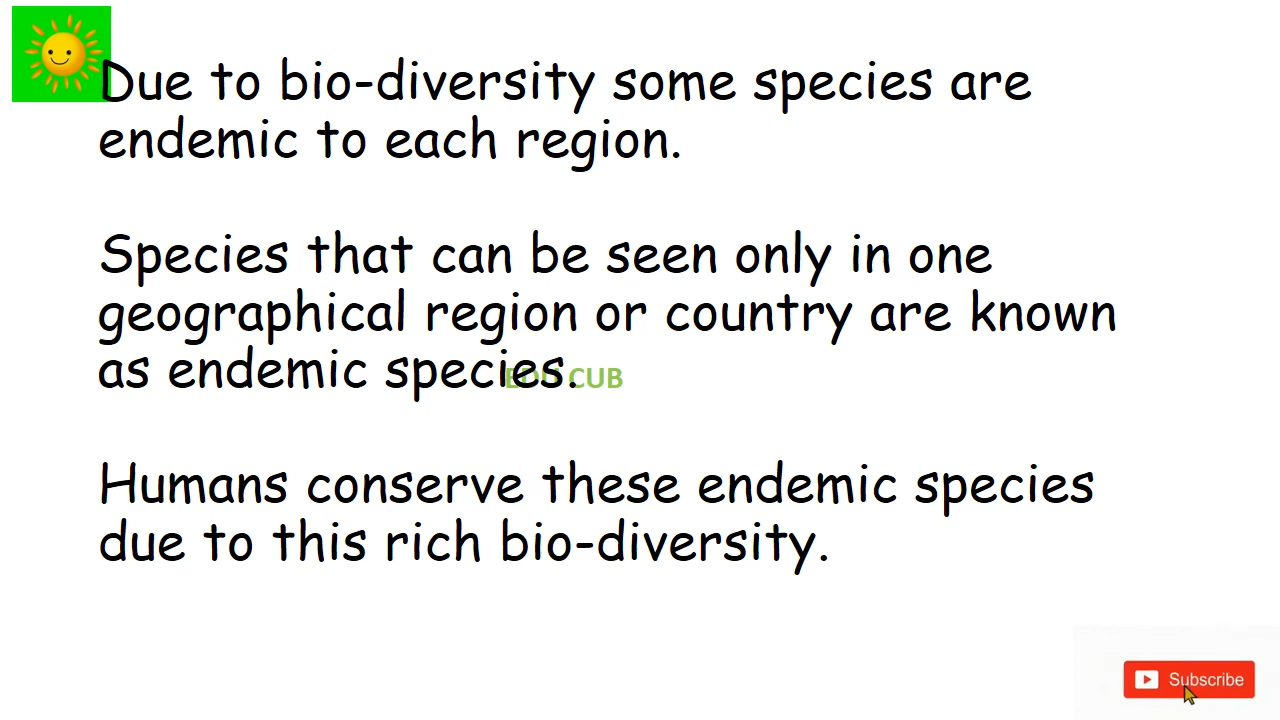 Due to bio-diversity some species are
endemic to each region.
Species that can be seen only in one
geographical region or country are known
as endemic species.
EDU CUB
Humans conserve these endemic species
due to this rich bio-diversity.
Subscribe